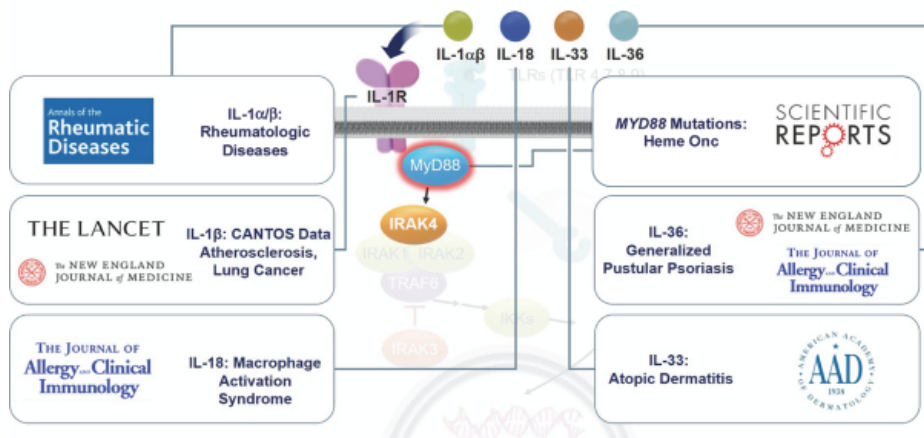 IL-1αβ
IL-18
IL-33
IL-36
TLRs (TLR 4,7,8,9)
IL-1R
Annals of the
Rheumatic
Diseases
IL-1α/β:
Rheumatologic
Diseases
MYD88 Mutations:
Heme Onc
SCIENTIFIC
REPORTS
MyD88
IRAK4
IRAK1
IRAK2
TRAF6
IKKs
IRAK3
THE LANCET
The NEW ENGLAND
JOURNAL of MEDICINE
IL-1β: CANTOS Data
Atherosclerosis,
Lung Cancer
IL-36:
Generalized
Pustular Psoriasis
The NEW ENGLAND
JOURNAL of MEDICINE
THE JOURNAL OF
Allergy AND Clinical
Immunology
THE JOURNAL OF
Allergy AND Clinical
Immunology
IL-18: Macrophage
Activation
Syndrome
IL-33:
Atopic Dermatitis
AMERICAN ACADEMY
OF DERMATOLOGY
AAD
1938